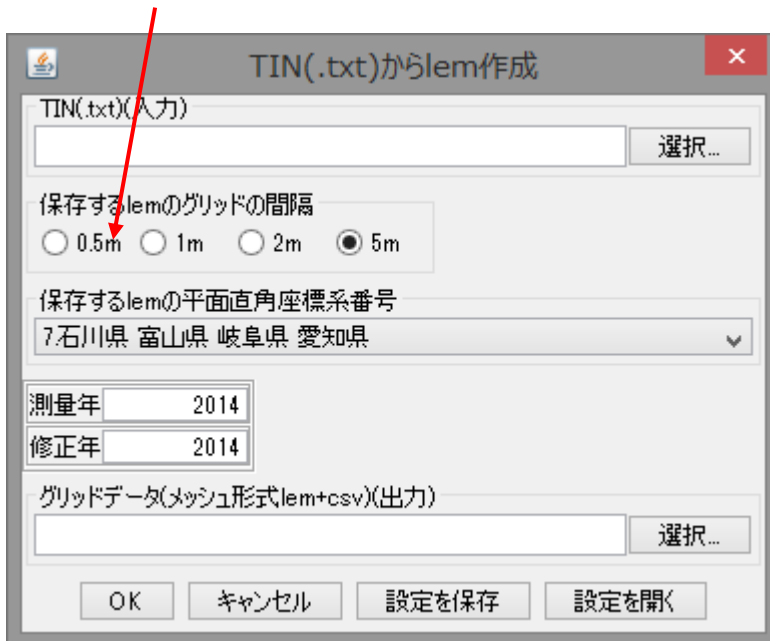 TIN(.txt)からlem作成
TIN(.txt)(入力)
選択...
保存するlemのグリッドの間隔
0.5m 1m 2m 5m
保存するlemの平面直角座標系番号
7.石川県 富山県 岐阜県 愛知県
測量年 2014
修正年 2014
グリッドデータ(メッシュ形式lem+csv)(出力)
選択...
OK キャンセル 設定を保存 設定を開く